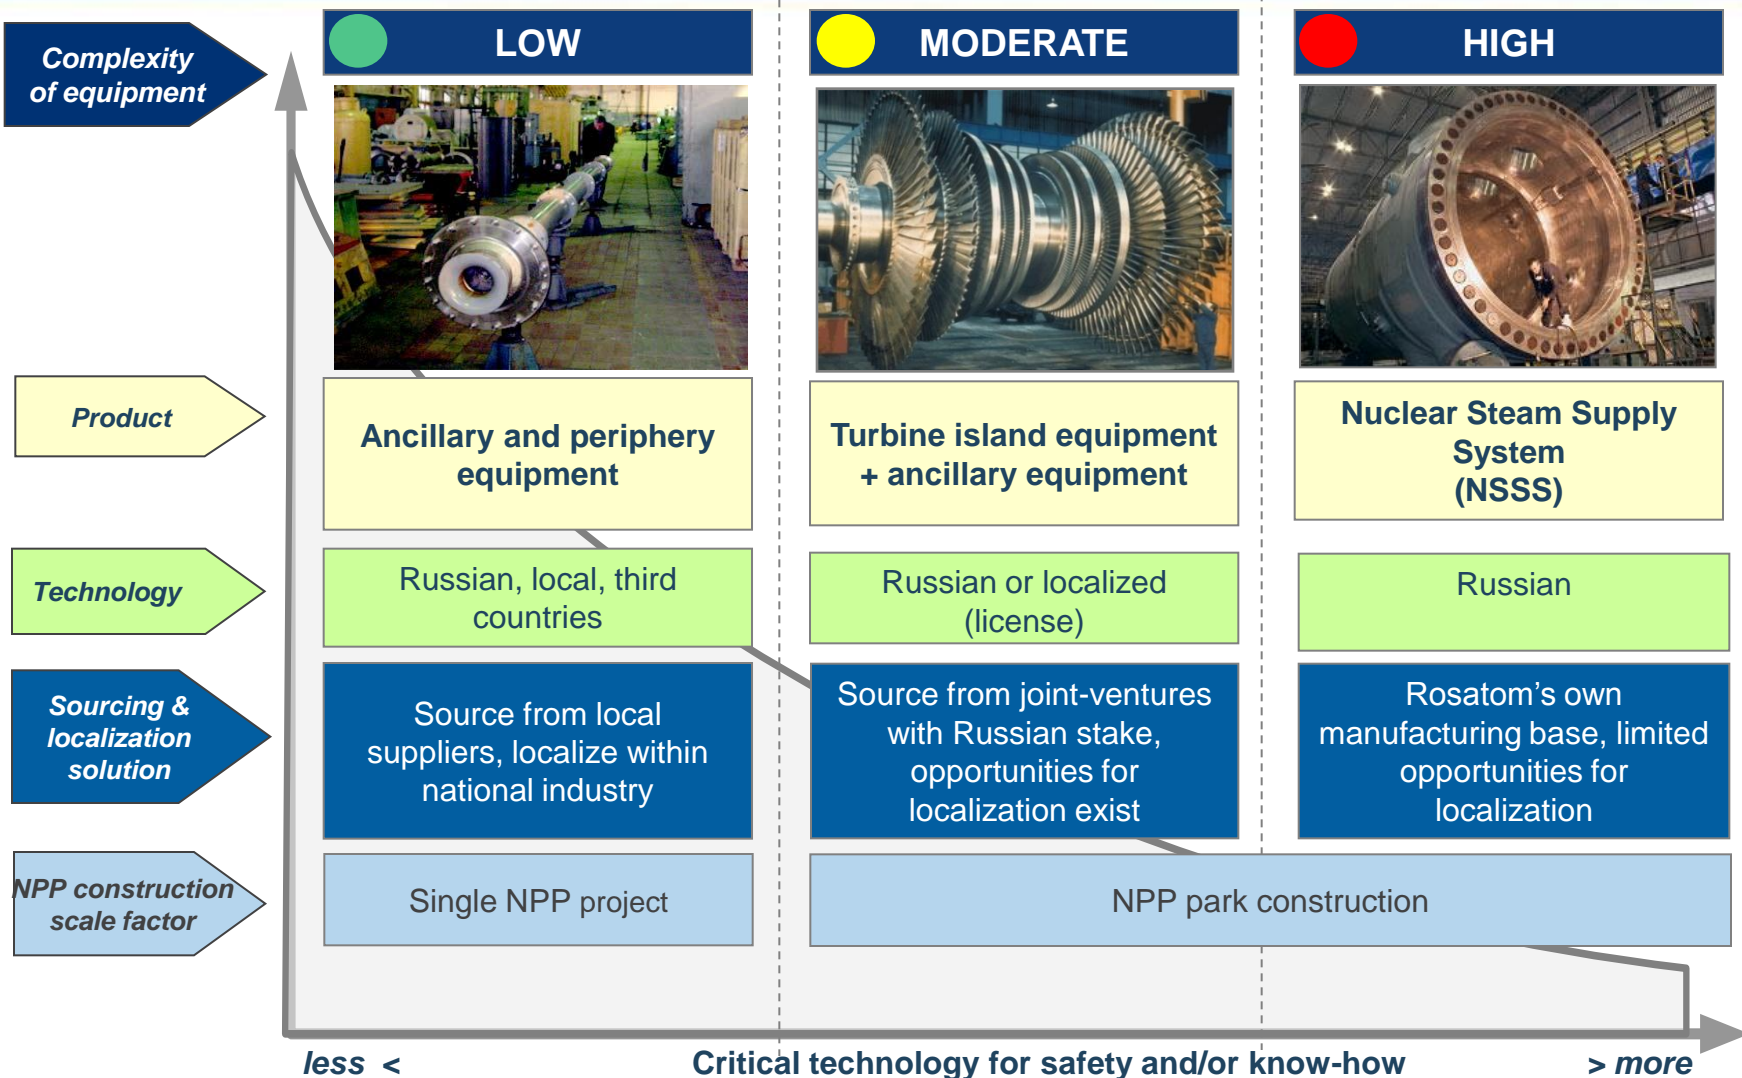 Complexity
of equipment
LOW
MODERATE
HIGH
Product
Ancillary and periphery
equipment
Turbine island equipment
+ ancillary equipment
Nuclear Steam Supply
System
(NSSS)
Technology
Russian, local, third
countries
Russian or localized
(license)
Russian
Sourcing &
localization
solution
Source from local
suppliers, localize within
national industry
Source from joint-ventures
with Russian stake,
opportunities for
localization exist
Rosatom’s own
manufacturing base, limited
opportunities for
localization
NPP construction
scale factor
Single NPP project
NPP park construction
less <
Critical technology for safety and/or know-how
> more